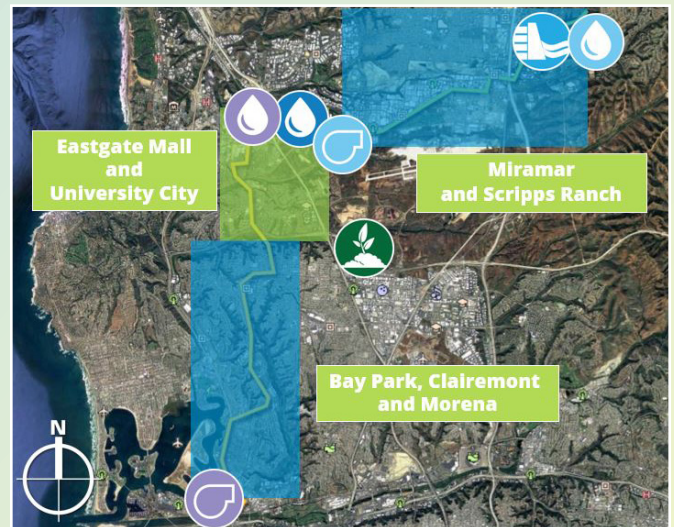 Eastgate Mall
and
University City
Miramar
and Scripps Ranch
Bay Park, Clairemont
and Morena
N